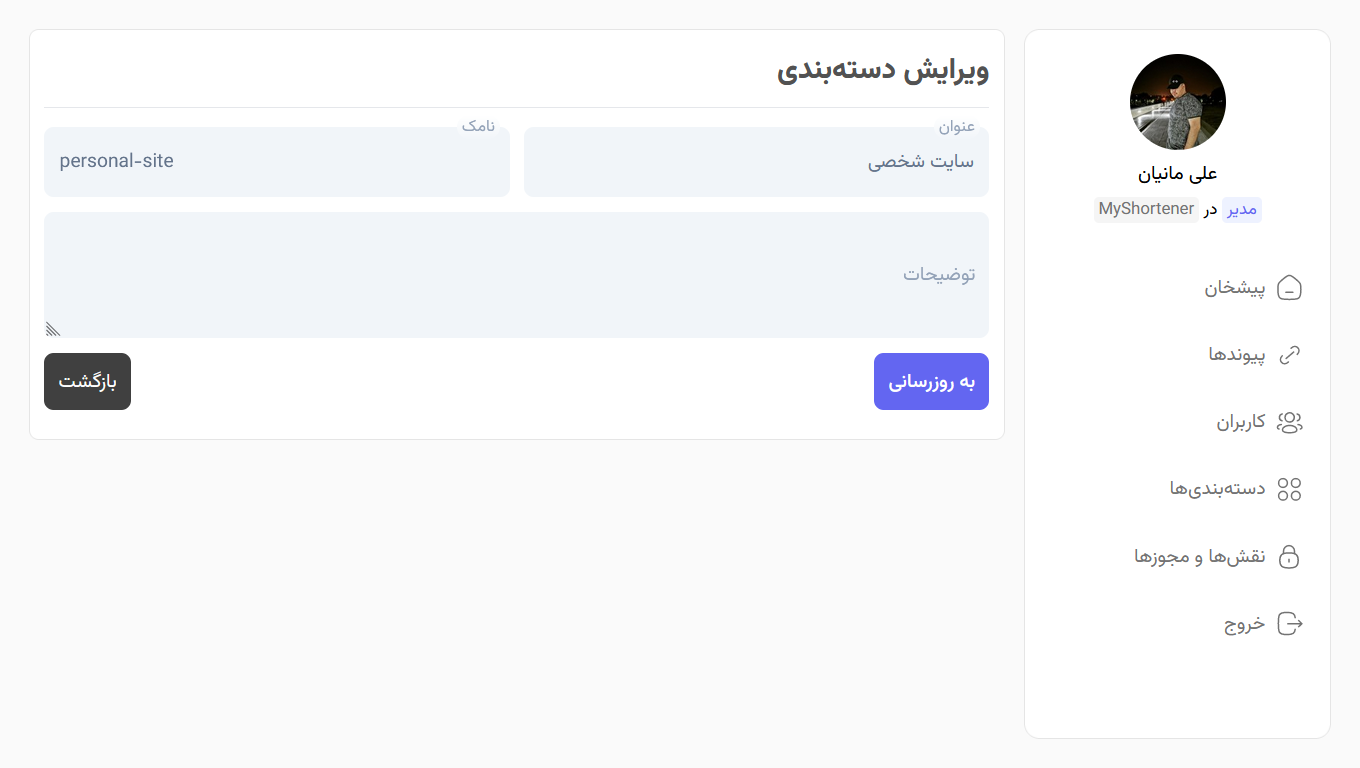 علی مانیان
مدیر در MyShortener
پیشخان
پیوندها
کاربران
دسته‌بندی‌ها
نقش‌ها و مجوزها
خروج
ویرایش دسته‌بندی
عنوان
سایت شخصی
نامک
personal-site
توضیحات
به روزرسانی
بازگشت